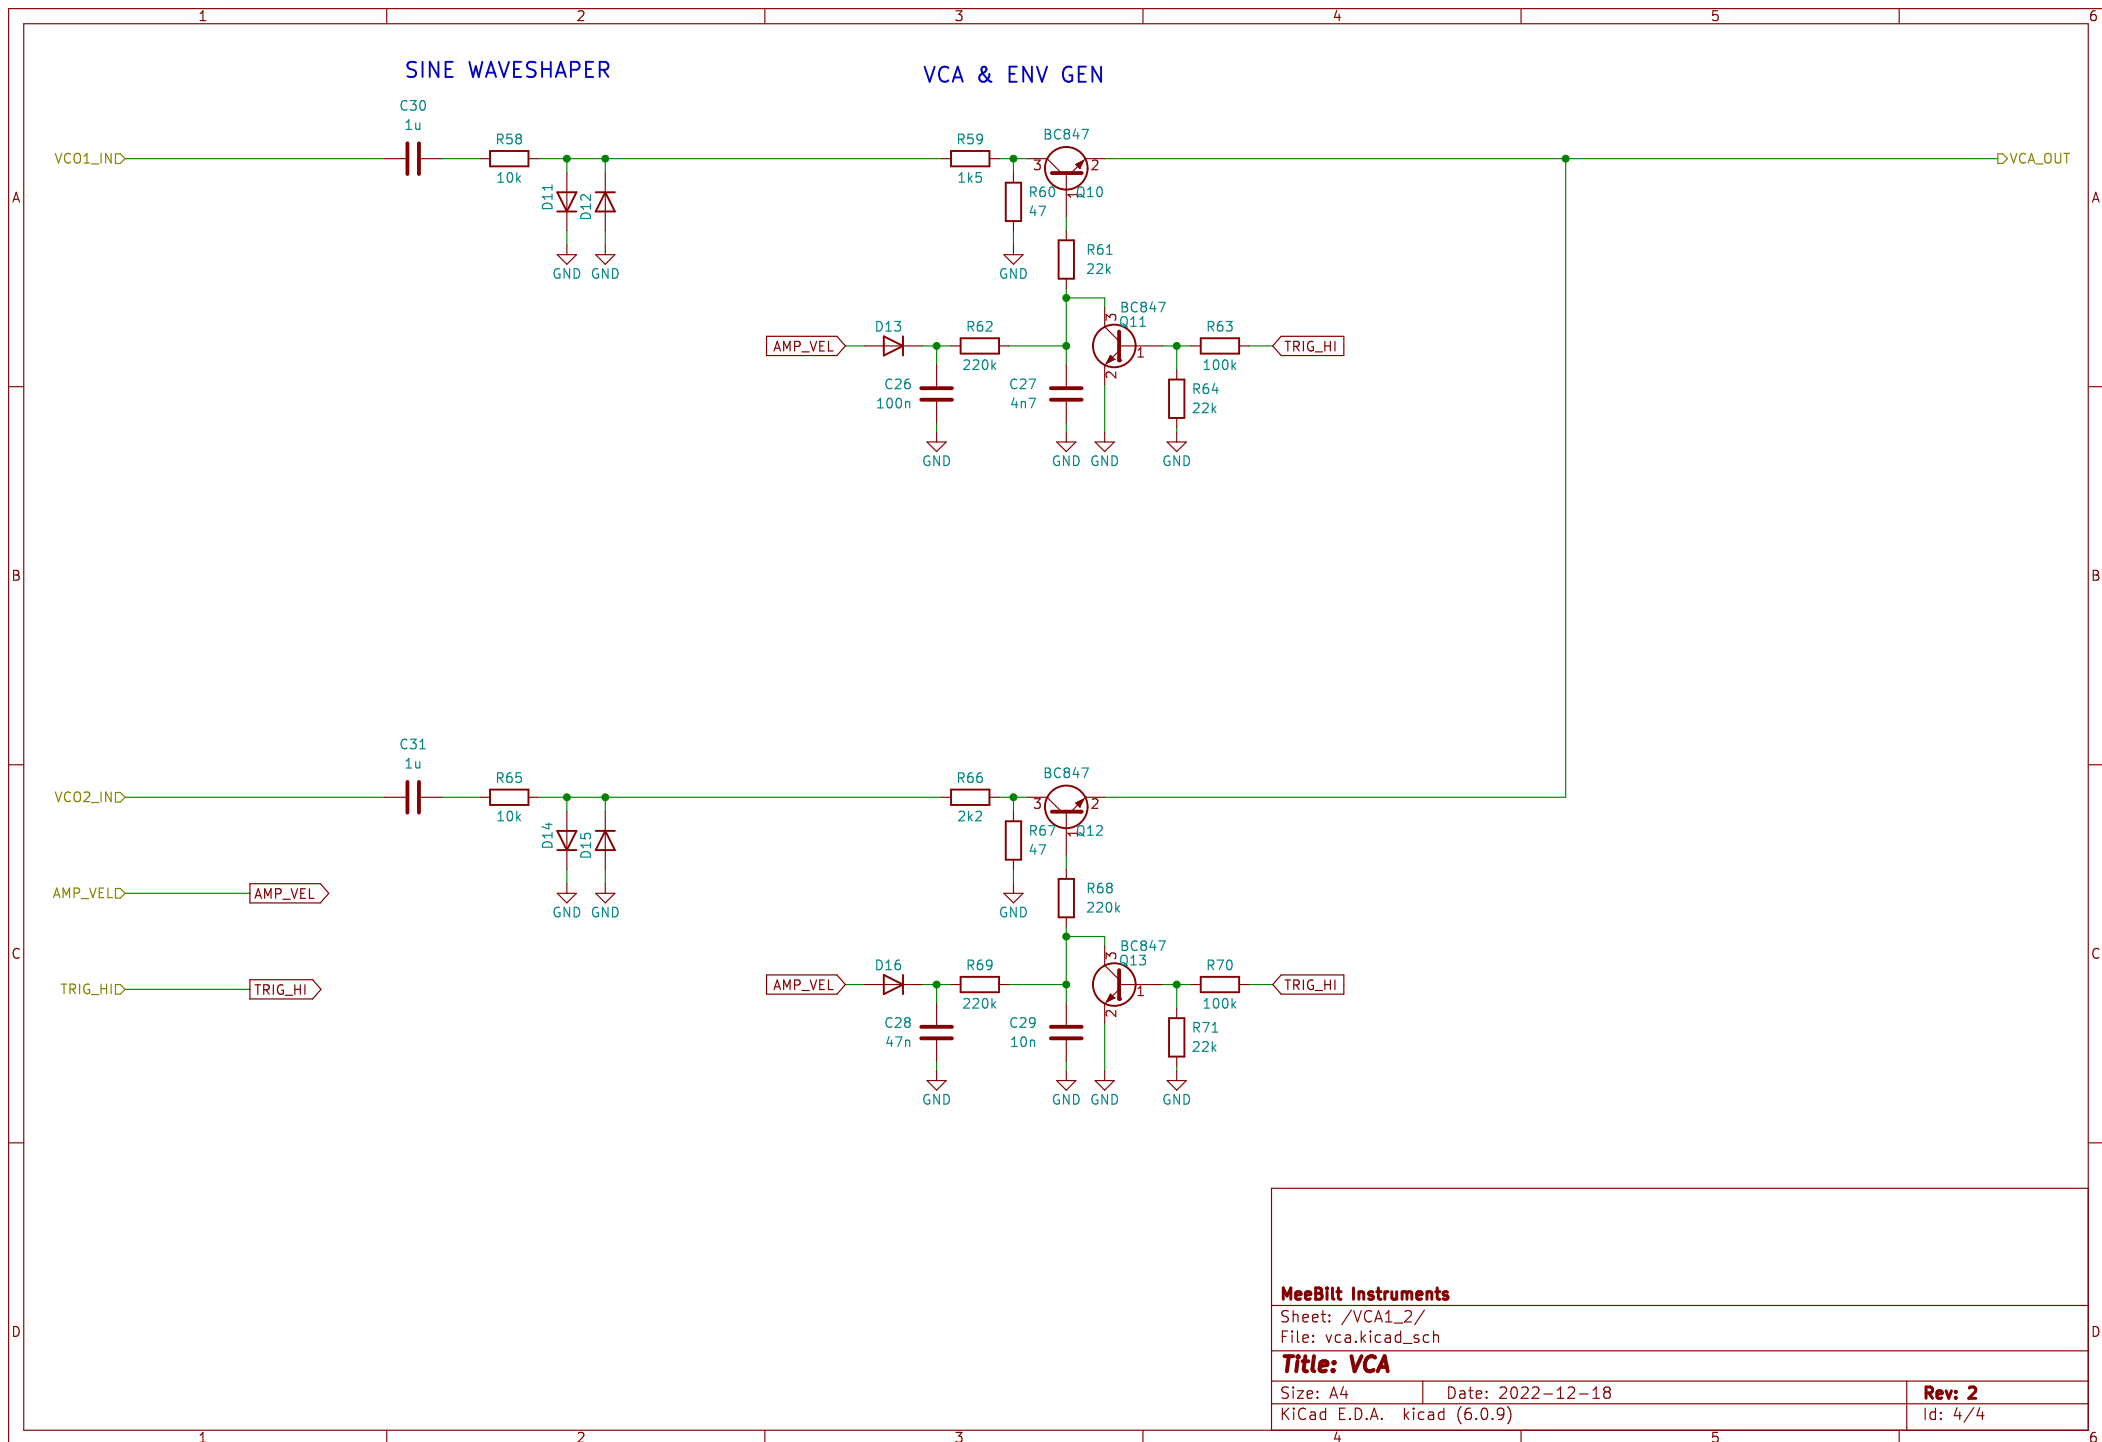 1 2 3 4 5 6
SINE WAVESHAPER
VCA & ENV GEN
C30
1u
R58
10k
VCO1_IN
D11
D12
GND GND
R59
1k5
BC847
3 2
1
Q10
R60
47
GND
VCA_OUT
A A
R61
22k
BC847
Q11
3
1
2
AMP_VEL
D13
R62
220k
R63
100k
TRIG_HI
C26
100n
C27
4n7
R64
22k
GND GND GND GND
B B
C31
1u
R65
10k
VCO2_IN
D14
D15
GND GND
R66
2k2
BC847
3 2
1
Q12
R67
47
GND
AMP_VEL AMP_VEL
TRIG_HI TRIG_HI
R68
220k
C C
BC847
Q13
3
1
2
AMP_VEL
D16
R69
220k
R70
100k
TRIG_HI
C28
47n
C29
10n
R71
22k
GND GND GND GND
D D
MeeBilt Instruments
Sheet: /VCA1_2/
File: vca.kicad_sch
Title: VCA
Size: A4 Date: 2022-12-18 Rev: 2
KiCad E.D.A. kicad (6.0.9) Id: 4/4
1 2 3 4 5 6